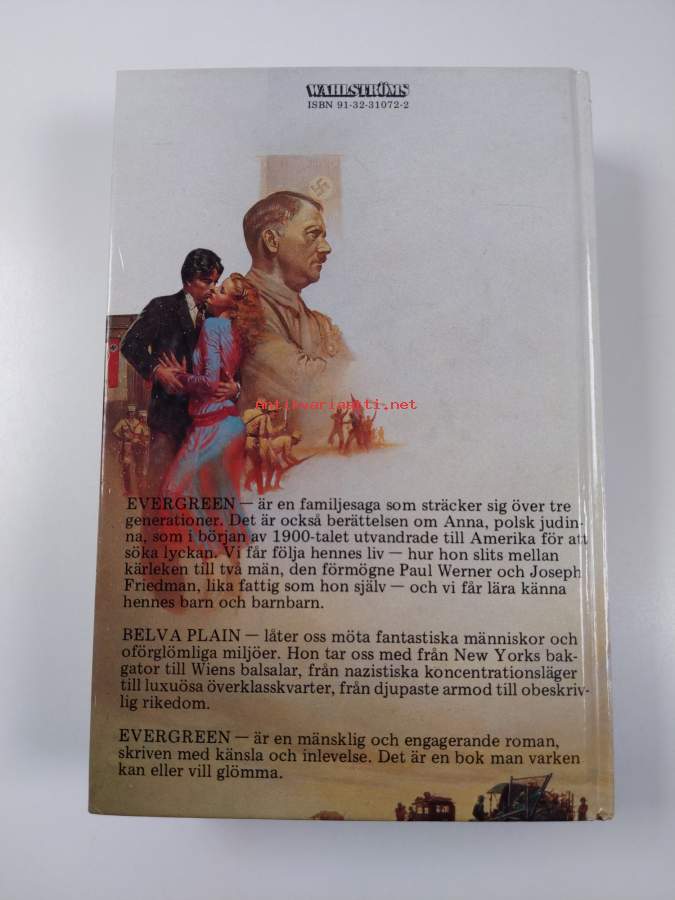 WAHLSTRÖMS
ISBN 91-32-31072-2
Antikvariaatti.net
EVERGREEN — är en familjesaga som sträcker sig över tre
generationer. Det är också berättelsen om Anna, polsk judin-
na, som i början av 1900-talet utvandrade till Amerika för att
söka lyckan. Vi får följa hennes liv — hur hon slits mellan
kärleken till två män, den förmögne Paul Werner och Joseph
Friedman, lika fattig som hon själv — och vi får lära känna
hennes barn och barnbarn.
BELVA PLAIN — låter oss möta fantastiska människor och
oförglömliga miljöer. Hon tar oss med från New Yorks bak-
gator till Wiens balsalar, från nazistiska koncentrationsläger
till luxuösa överklasskvarter, från djupaste armod till obeskriv-
lig rikedom.
EVERGREEN — är en mänsklig och engagerande roman,
skriven med känsla och inlevelse. Det är en bok man varken
kan eller vill glömma.